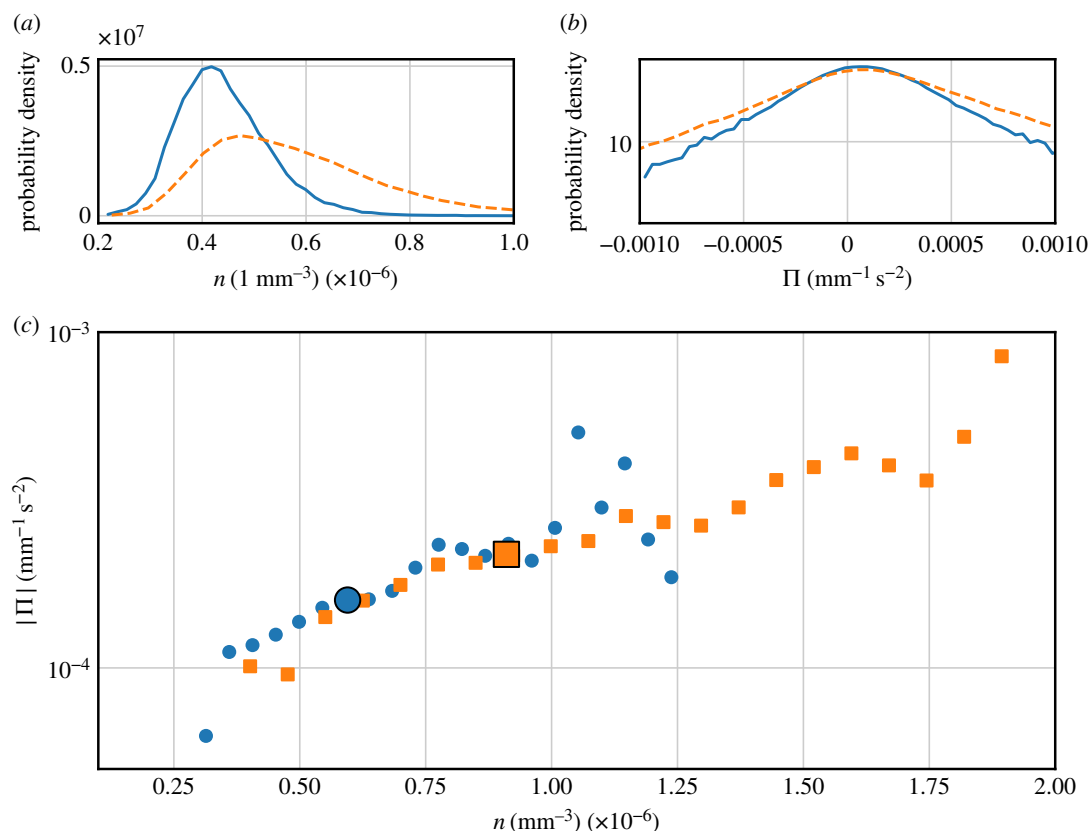 (a)
×10⁷
probability density
0.5
0
0.2 0.4 0.6 0.8 1.0
n (1 mm⁻³) (×10⁻⁶)
(b)
probability density
10
−0.0010 −0.0005 0 0.0005 0.0010
Π (mm⁻¹ s⁻²)
(c)
|Π| (mm⁻¹ s⁻²)
10⁻³
10⁻⁴
0.25 0.50 0.75 1.00 1.25 1.50 1.75 2.00
n (mm⁻³) (×10⁻⁶)